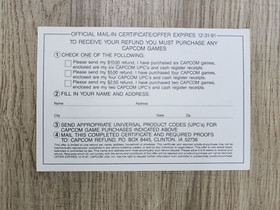 OFFICIAL MAIL-IN CERTIFICATE/OFFER EXPIRES 12-31-91
TO RECEIVE YOUR REFUND YOU MUST PURCHASE ANY
CAPCOM GAMES
① CHECK ONE OF THE FOLLOWING:
Please send my $10.50 refund. I have purchased six CAPCOM games,
enclosed are my six CAPCOM UPC's and cash register receipts.
Please send my $5.00 refund. I have purchased four CAPCOM games,
enclosed are my four CAPCOM UPC's and cash register receipts.
Please send my $2.50 refund. I have purchased two CAPCOM games,
enclosed are my two CAPCOM UPC's and cash register receipts.
② FILL IN YOUR NAME AND ADDRESS:
Name
Address
City
State
Zip
③ SEND APPROPRIATE UNIVERSAL PRODUCT CODES (UPC's) FOR
CAPCOM GAME PURCHASES INDICATED ABOVE.
④ MAIL THIS COMPLETED CERTIFICATE AND REQUIRED PROOFS
TO: CAPCOM REFUND, P.O. BOX 8445, CLINTON, IA 52736